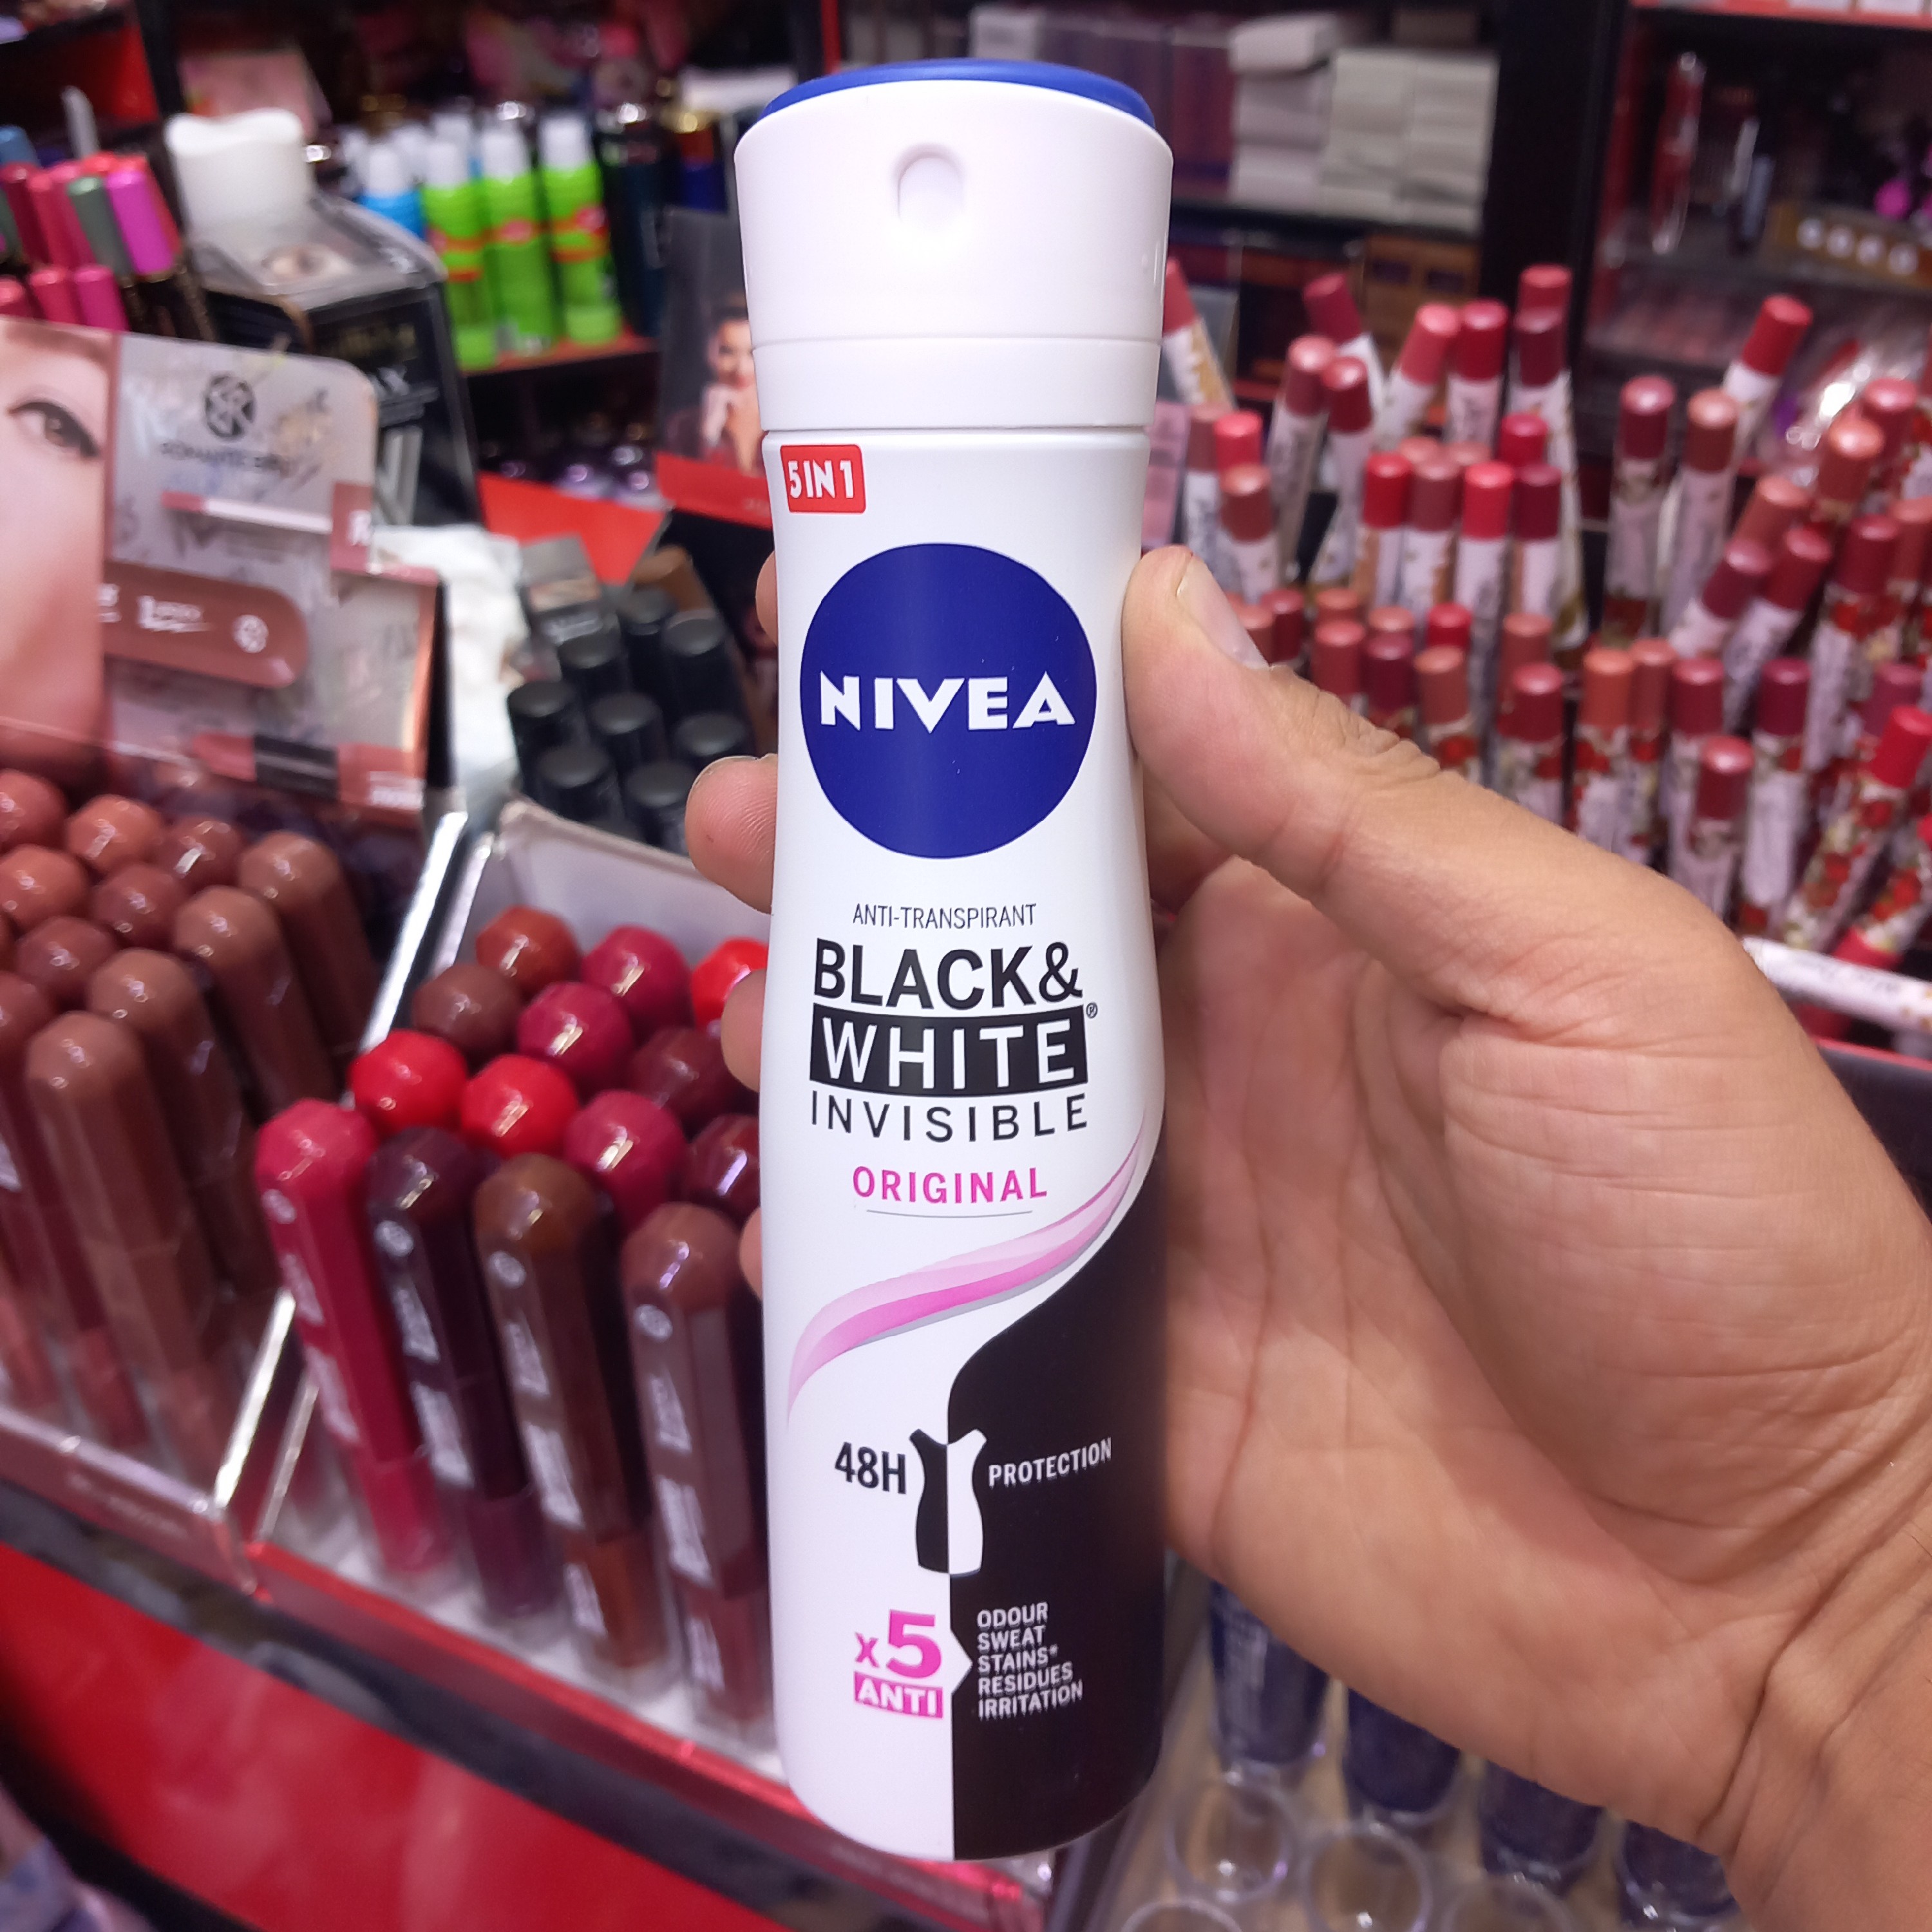 5IN1
NIVEA
ANTI-TRANSPIRANT
BLACK&
WHITE®
INVISIBLE
ORIGINAL
48H PROTECTION
x5
ANTI
ODOUR
SWEAT
STAINS*
RESIDUES
IRRITATION